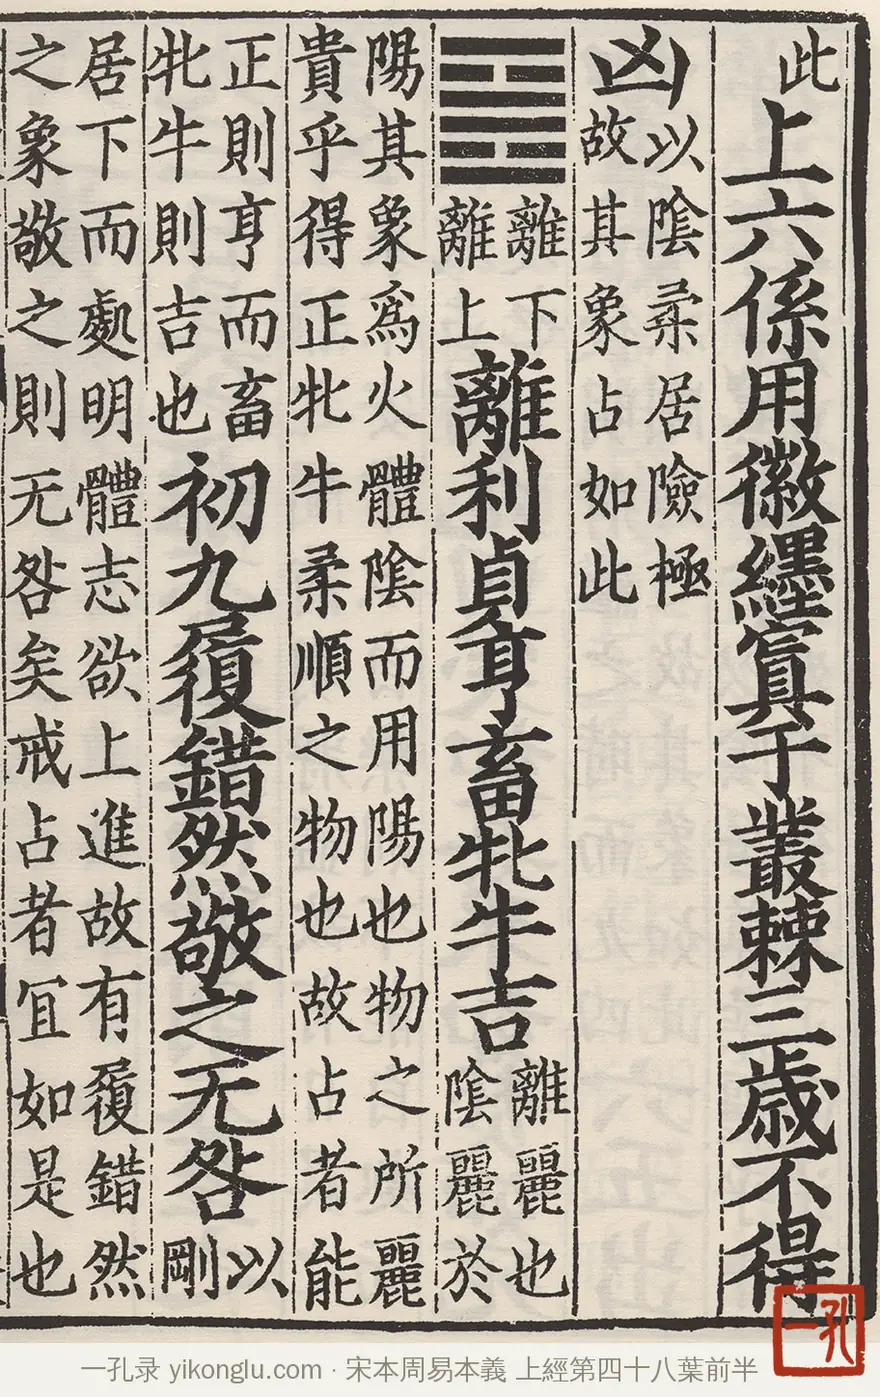 此上六係用徽纆寘于叢棘三歲不得
凶以陰柔居險極故其象占如此
離下離上離利貞亨畜牝牛吉離麗也陰麗於
陽其象爲火體陰而用陽也物之所麗
貴乎得正牝牛柔順之物也故占者能
正則亨而畜牝牛則吉也初九履錯然敬之无咎以剛
居下而處明體志欲上進故有履錯然
之象敬之則无咎矣戒占者冝如是也
一孔
一孔录 yikonglu.com · 宋本周易本義 上經第四十八葉前半